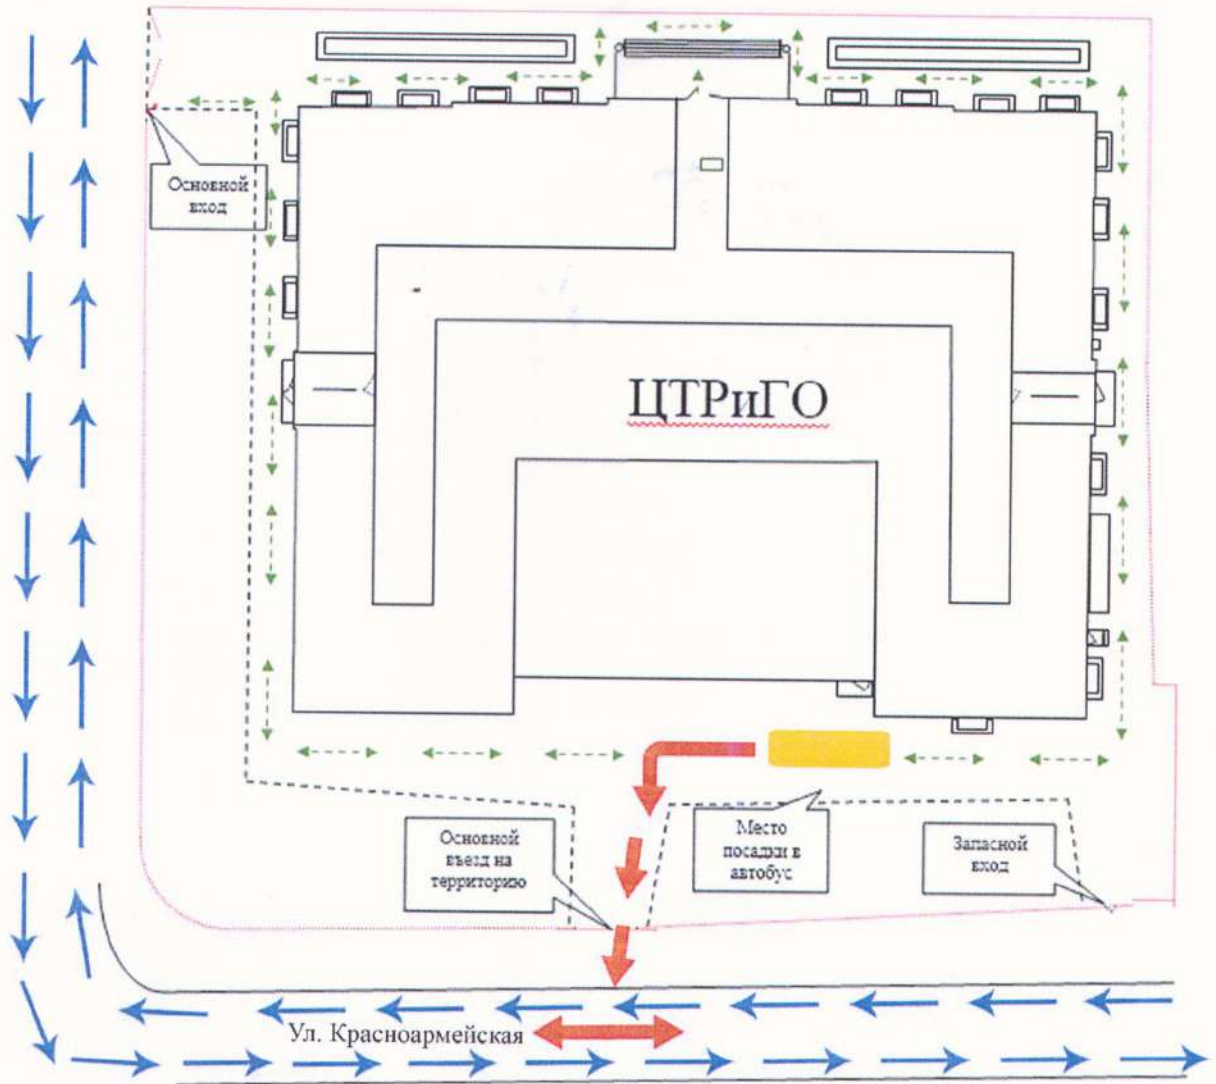 Основной
вход
ЦТРиГО
Основной
въезд на
территорию
Место
посадки в
автобус
Запасной
вход
Ул. Красноармейская